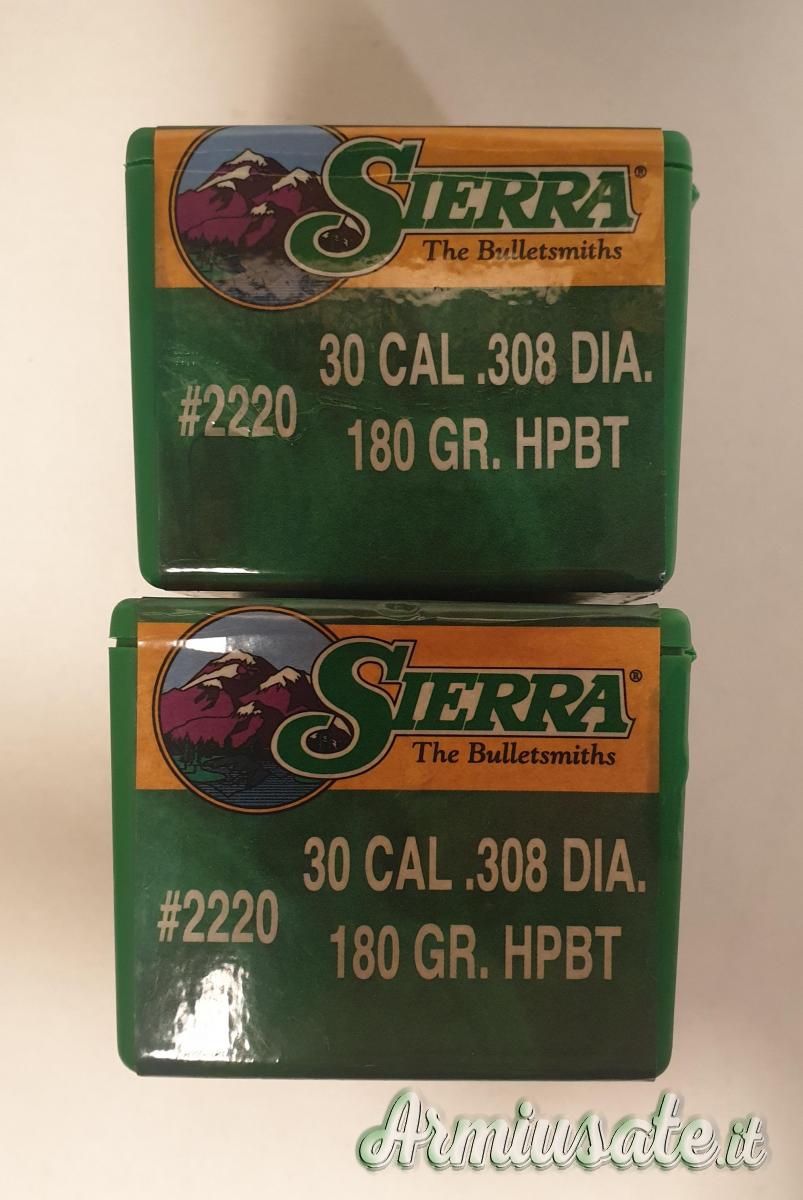 SIERRA®
The Bulletsmiths
30 CAL .308 DIA.
#2220
180 GR. HPBT
SIERRA®
The Bulletsmiths
30 CAL .308 DIA.
#2220
180 GR. HPBT
Armiusate.it